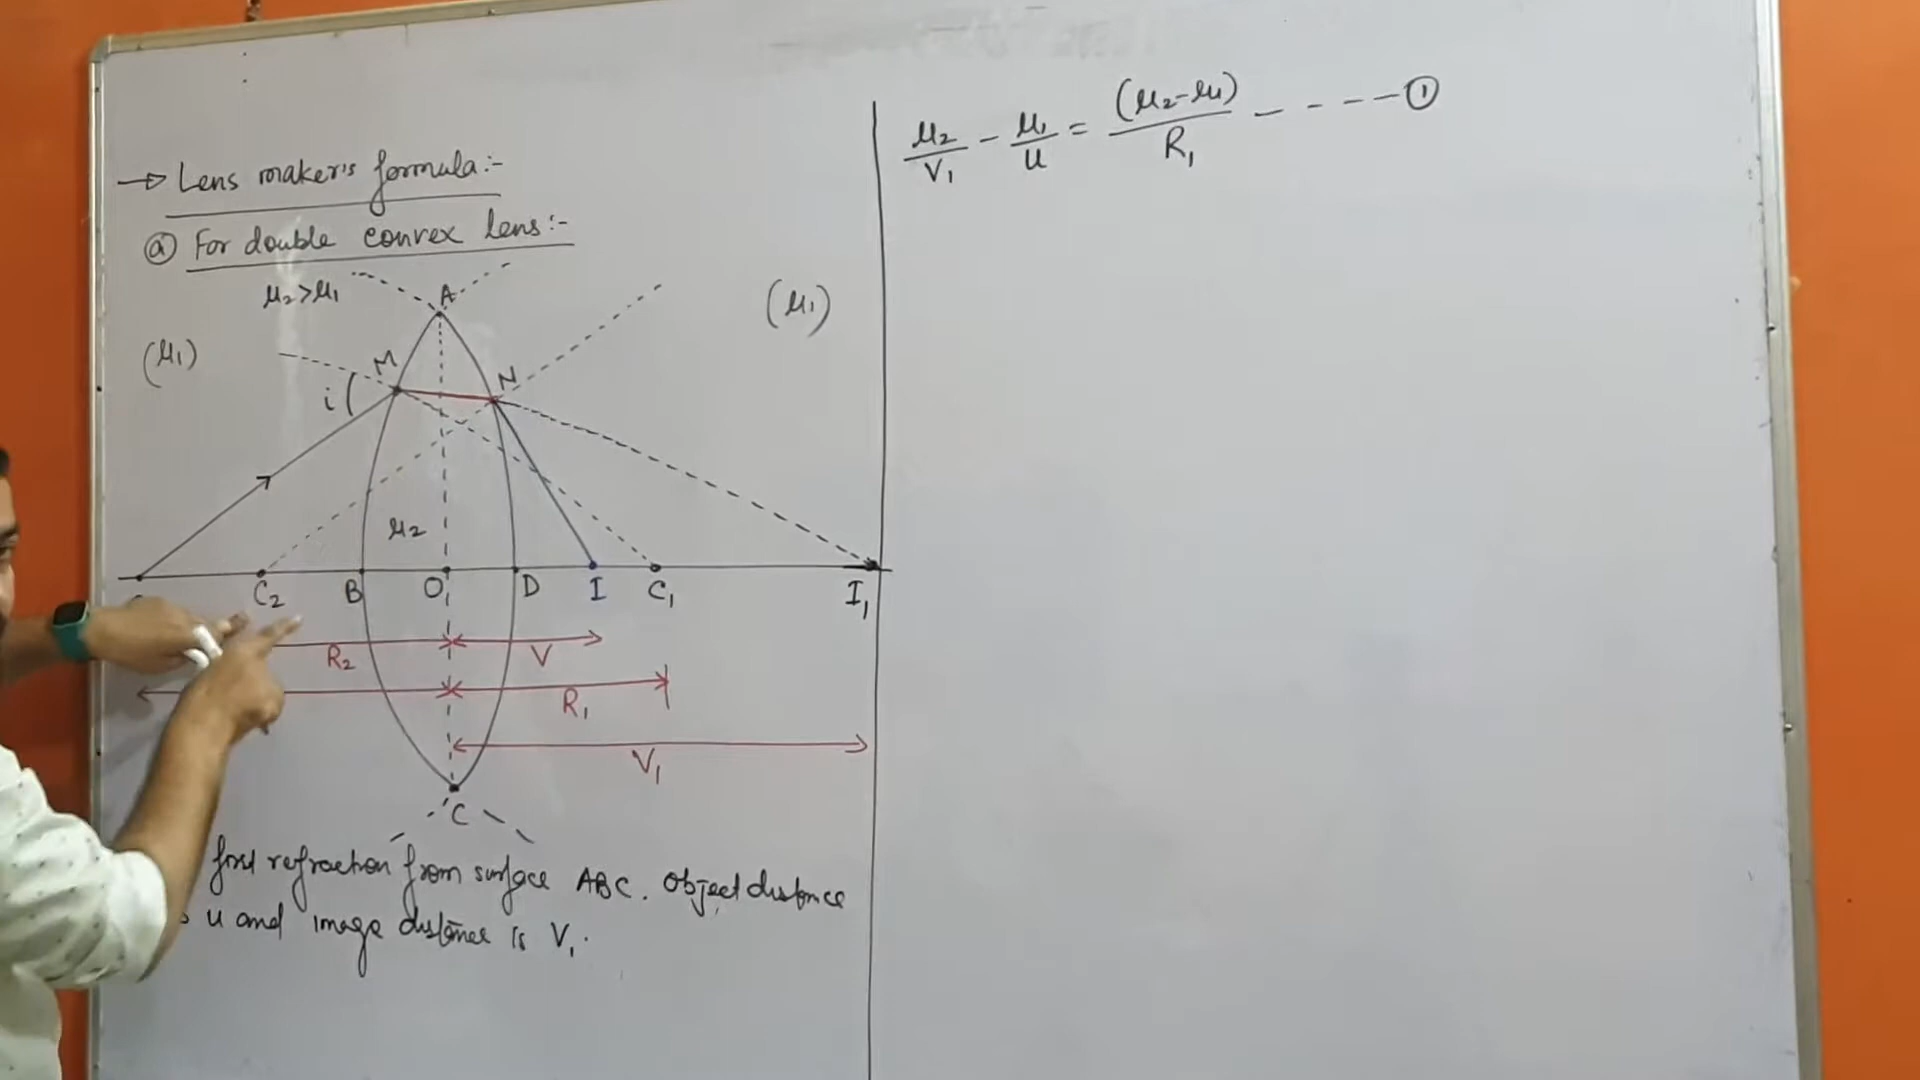 → Lens maker's formula:-
ⓐ For double convex lens:-
μ₂>μ₁
A
(μ₁)
(μ₁)
M
N
i
μ₂
C₂ B O₁ D I C₁ I₁
R₂ V
R₁
V₁
C
first refraction from surface ABC. Object distance
u and image distance is V₁.
μ₂/V₁ - μ₁/u = (μ₂-μ₁)/R₁ - - - - - ①